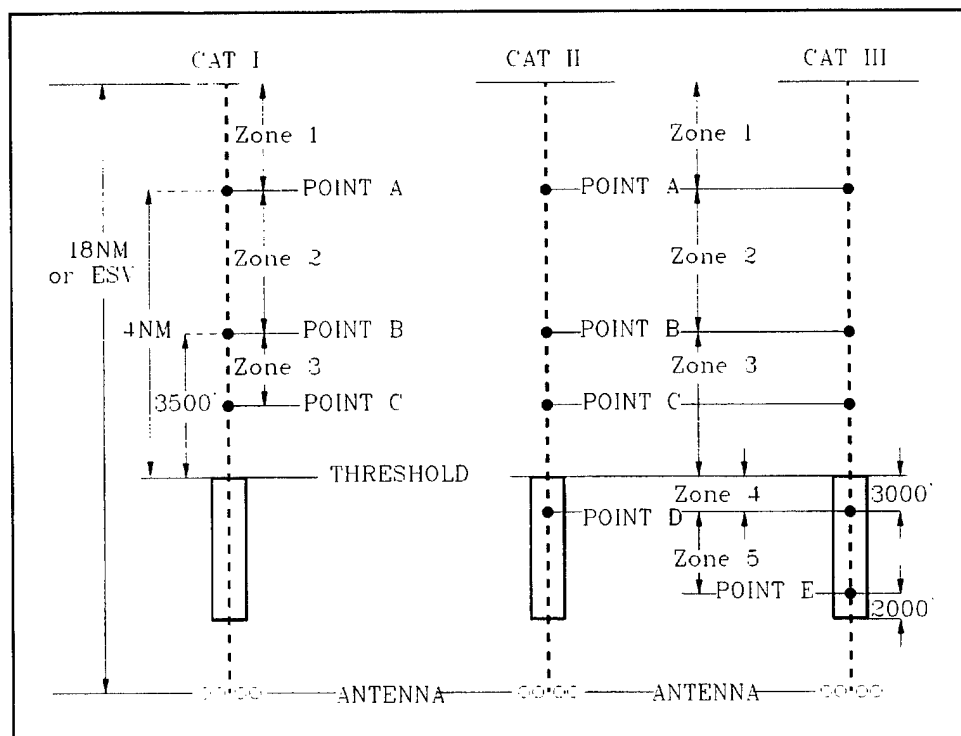 CAT I CAT II CAT III
Zone 1 Zone 1
POINT A POINT A
18NM
or ESV
Zone 2 Zone 2
4NM
POINT B POINT B
Zone 3 Zone 3
3500'
POINT C POINT C
THRESHOLD
Zone 4 3000'
POINT D
Zone 5
POINT E 2000'
ANTENNA ANTENNA